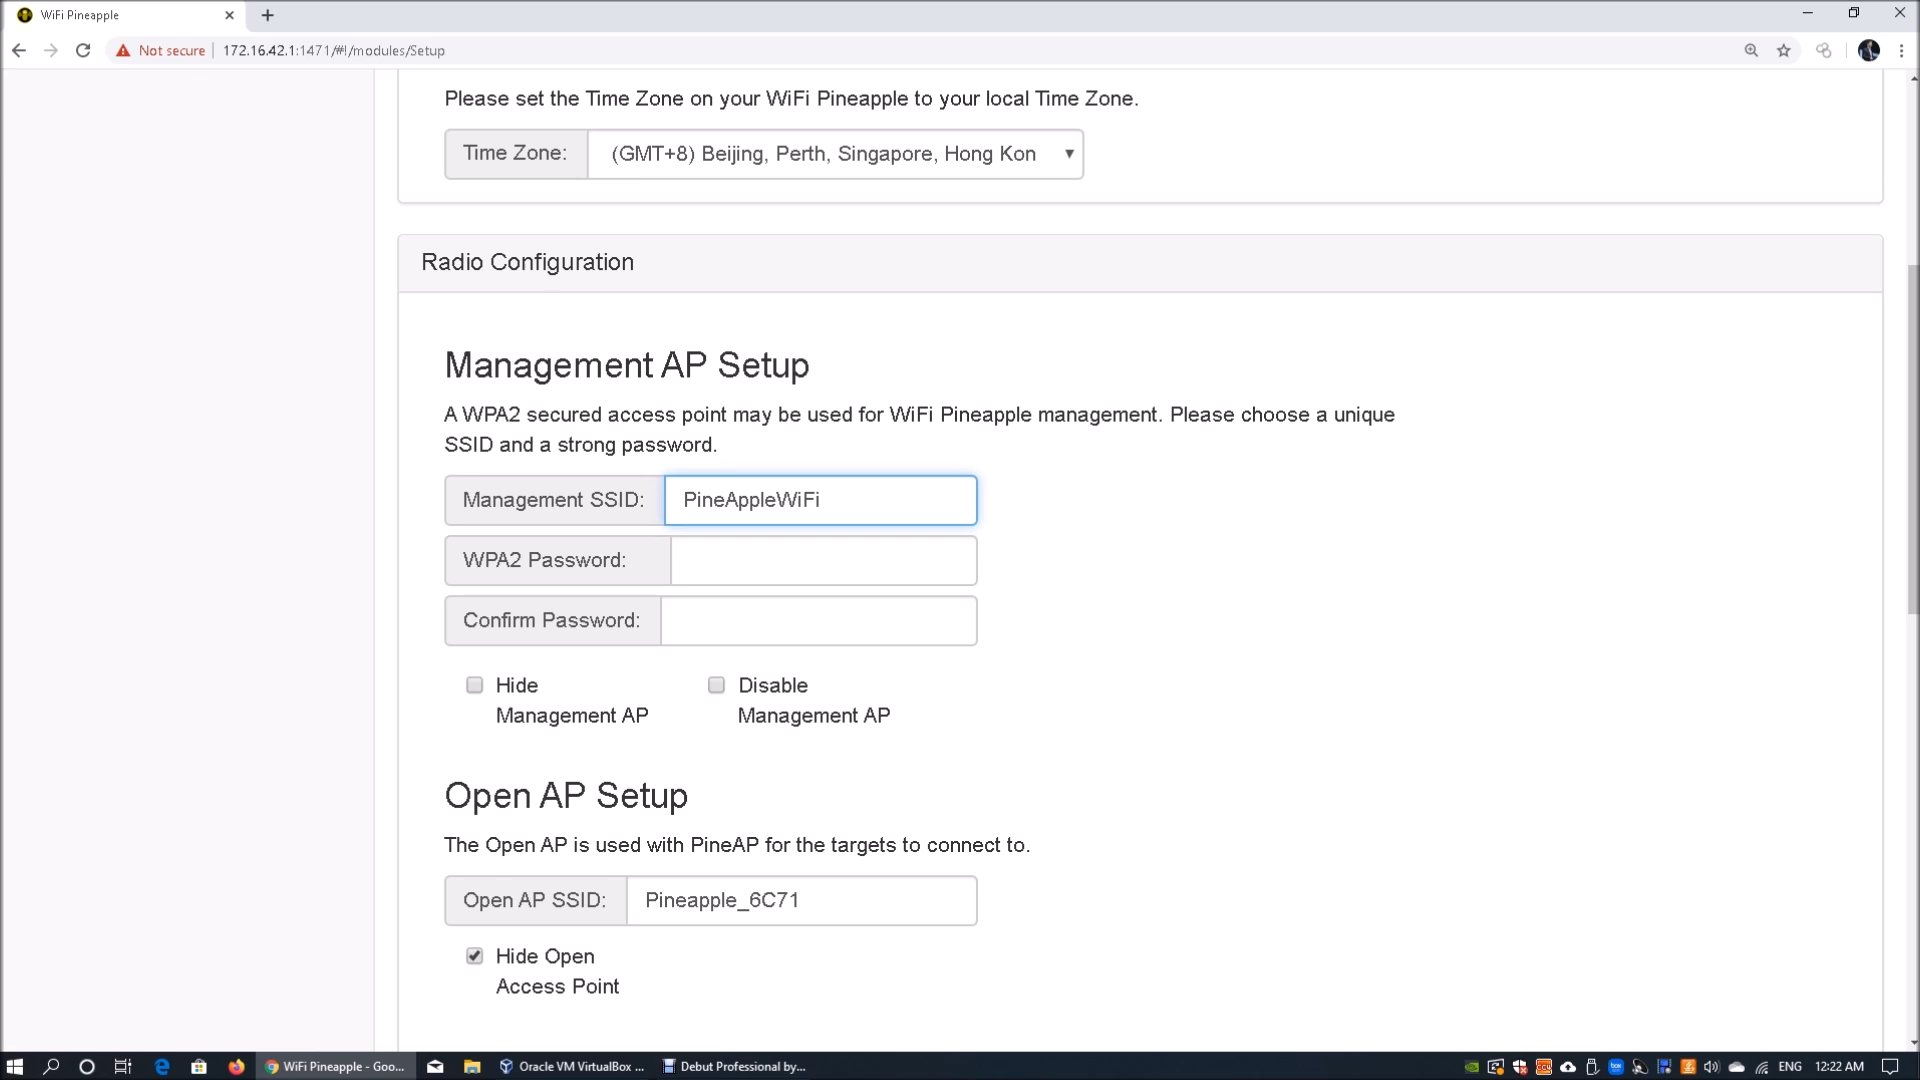 WiFi Pineapple
Not secure 172.16.42.1:1471/#!/modules/Setup
Please set the Time Zone on your WiFi Pineapple to your local Time Zone.
Time Zone: (GMT+8) Beijing, Perth, Singapore, Hong Kon
Radio Configuration
Management AP Setup
A WPA2 secured access point may be used for WiFi Pineapple management. Please choose a unique
SSID and a strong password.
Management SSID: PineAppleWiFi
WPA2 Password:
Confirm Password:
Hide Disable
Management AP Management AP
Open AP Setup
The Open AP is used with PineAP for the targets to connect to.
Open AP SSID: Pineapple_6C71
Hide Open
Access Point
WiFi Pineapple - Goo... Oracle VM VirtualBox ... Debut Professional by... ENG 12:22 AM